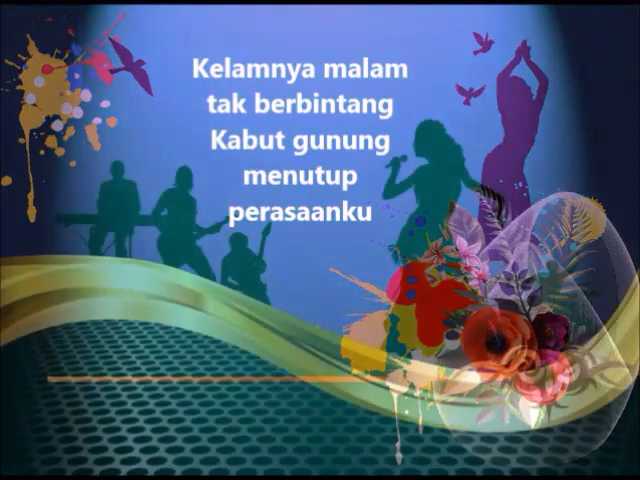 Kelamnya malam
tak berbintang
Kabut gunung
menutup
perasaanku